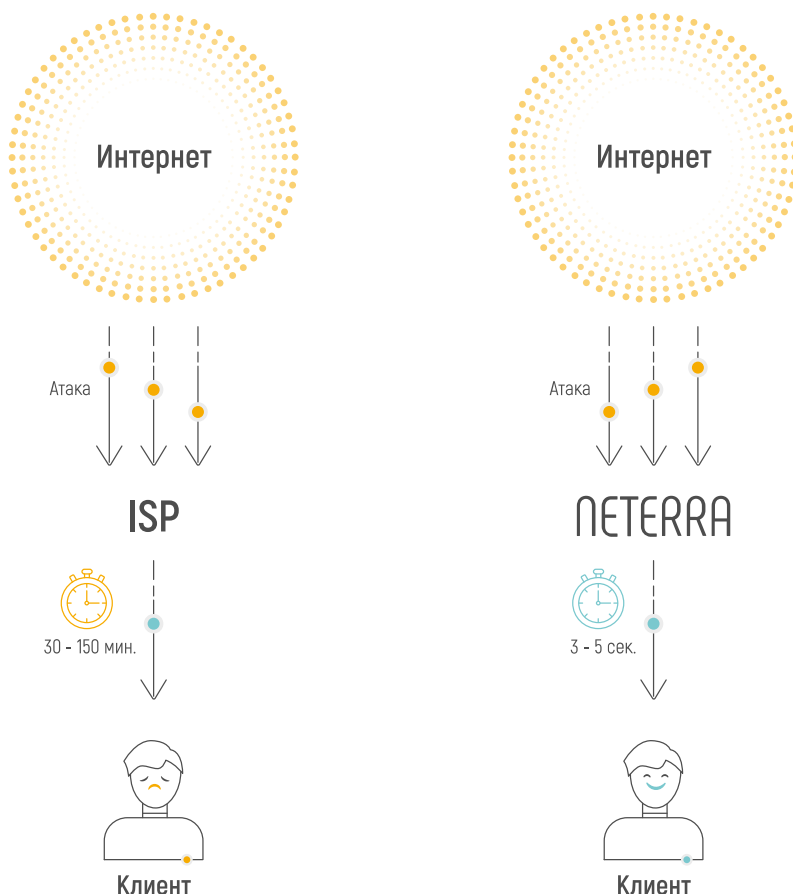 Интернет
Атака
ISP
30 - 150 мин.
Клиент
Интернет
Атака
NETERRA
3 - 5 сек.
Клиент